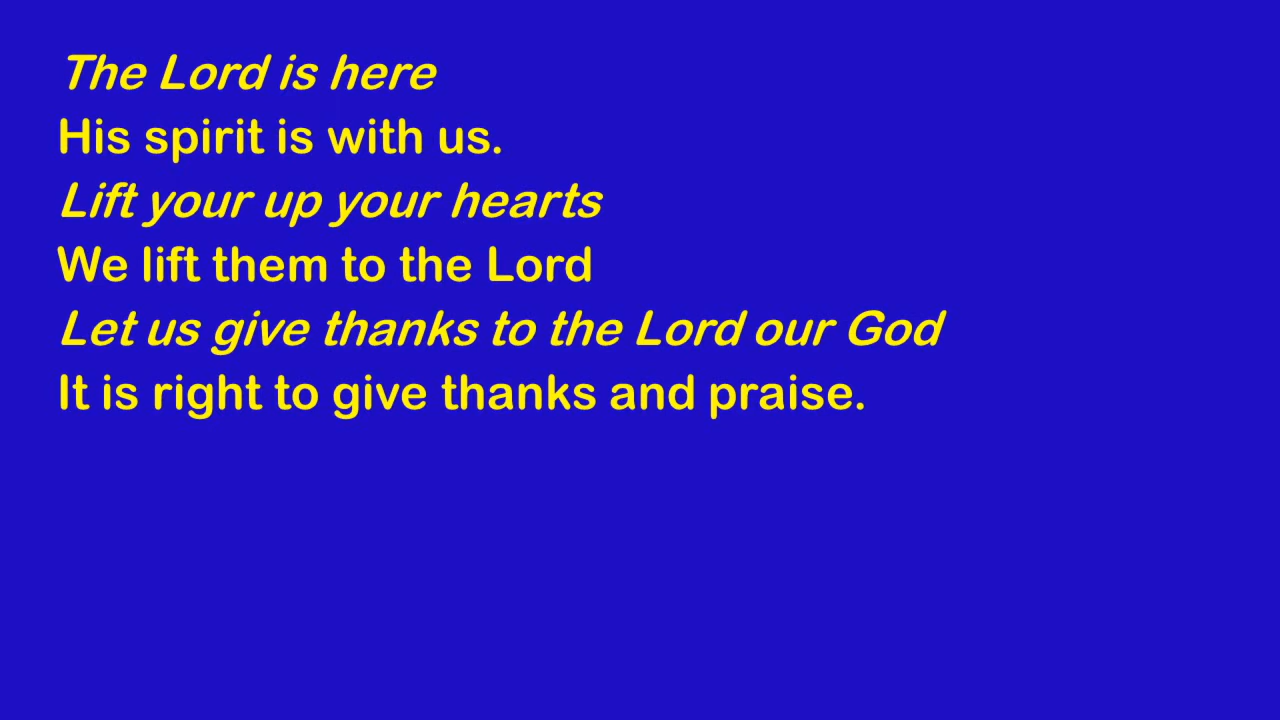 The Lord is here
His spirit is with us.
Lift your up your hearts
We lift them to the Lord
Let us give thanks to the Lord our God
It is right to give thanks and praise.